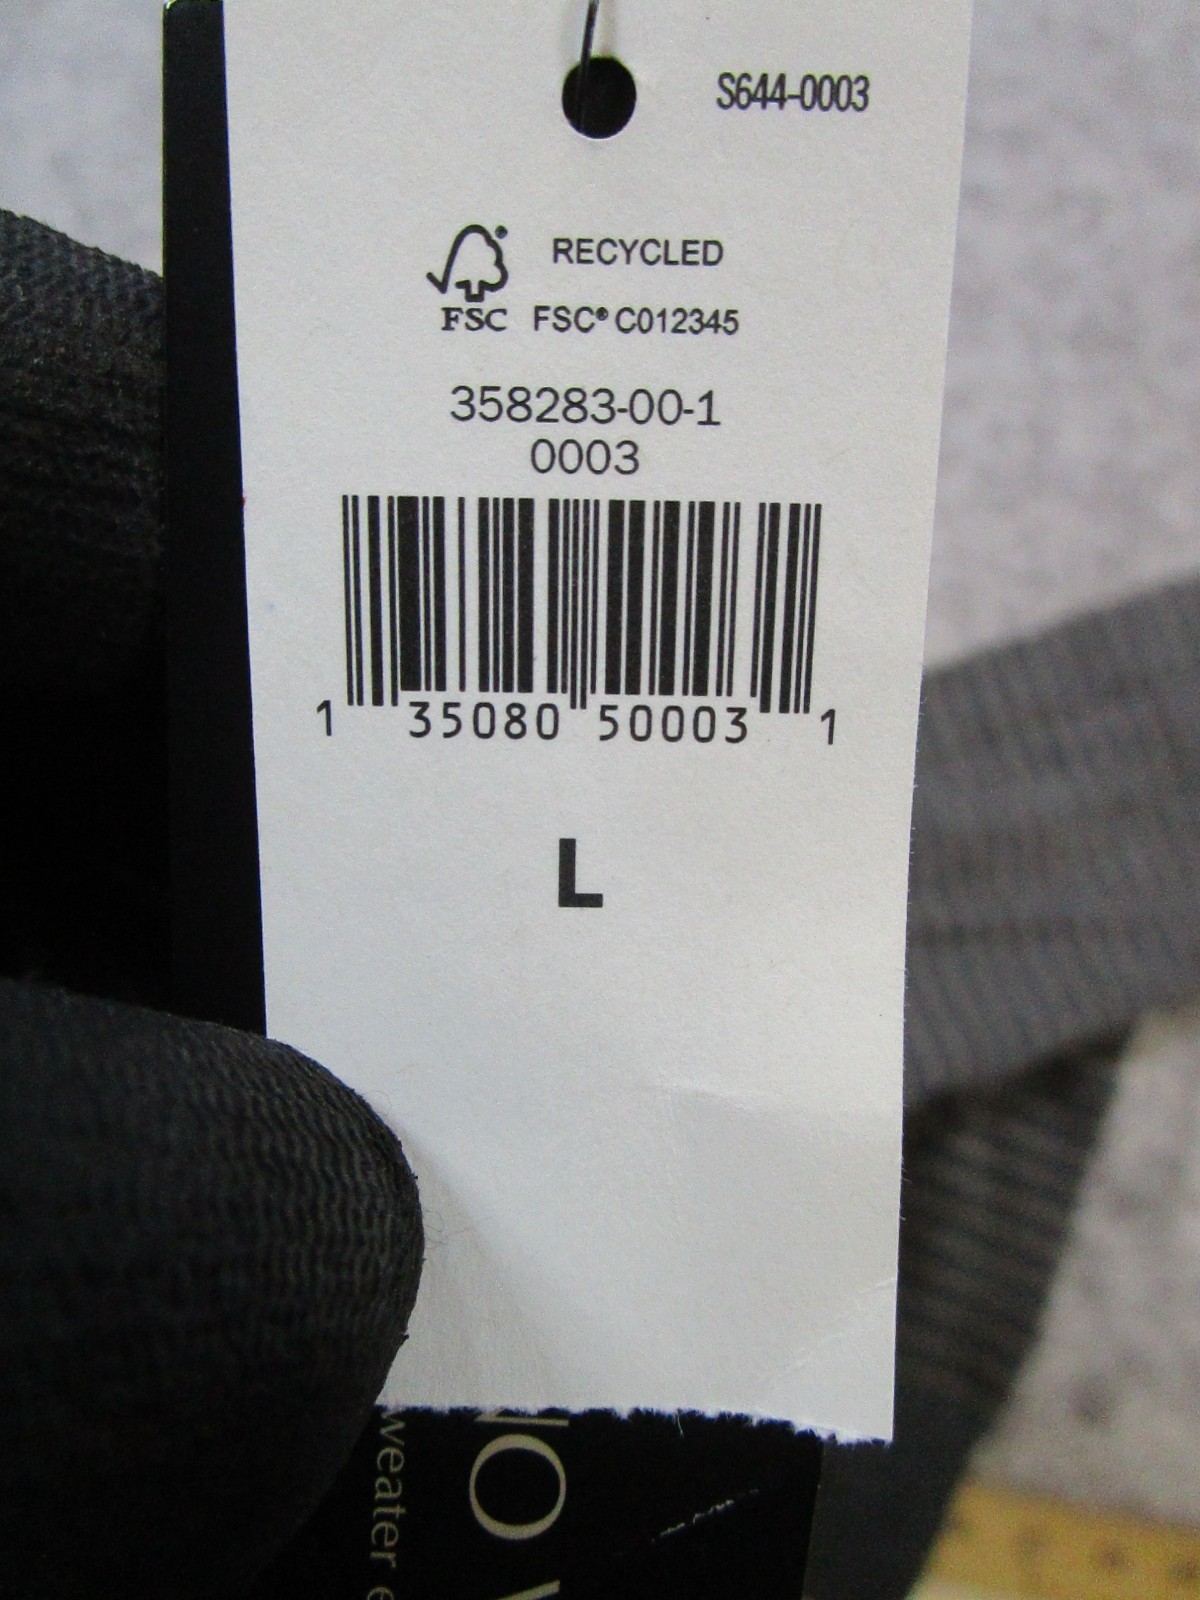 S644-0003
RECYCLED
FSC FSC® C012345
358283-00-1
0003
1 35080 50003 1
L
weater